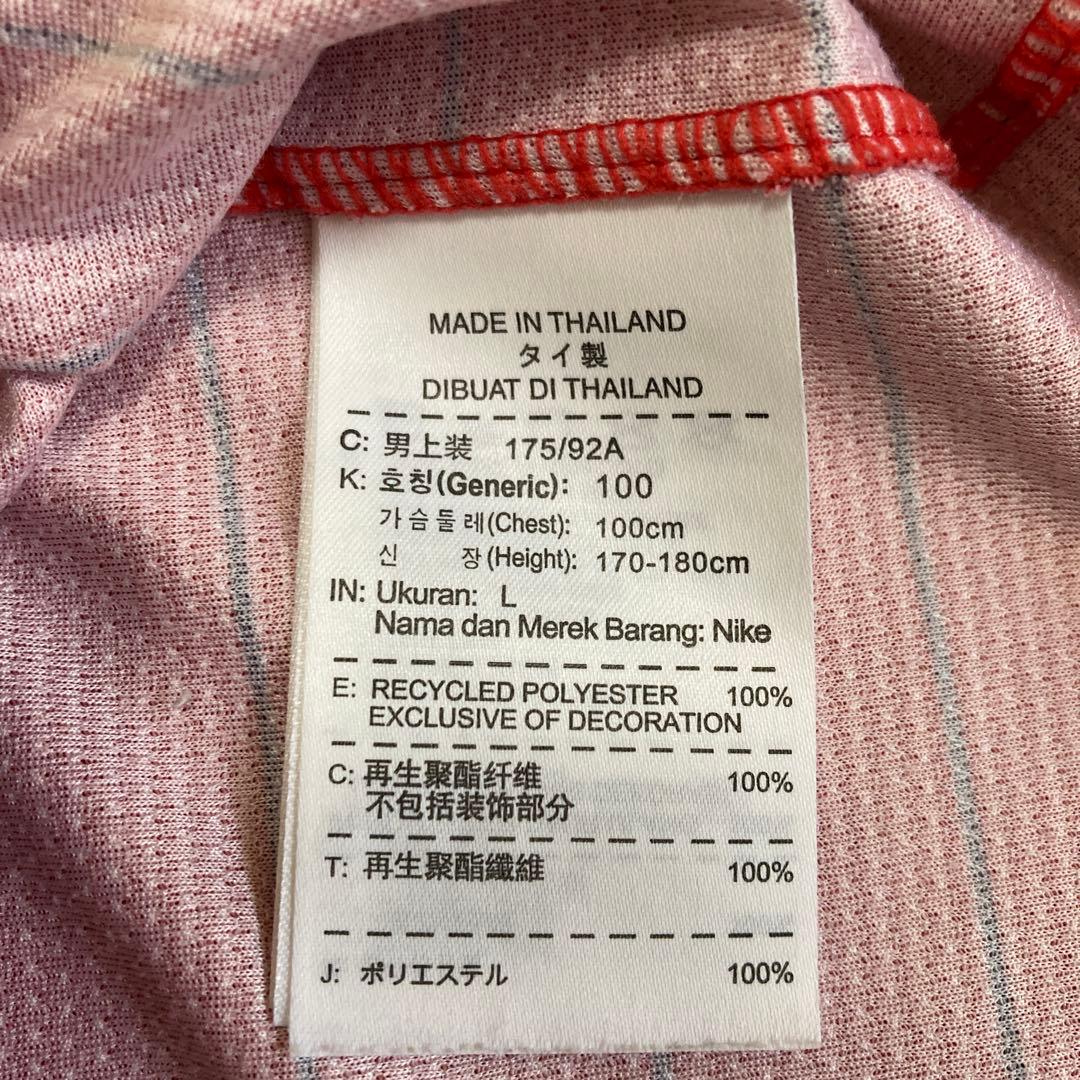 MADE IN THAILAND
タイ製
DIBUAT DI THAILAND
C: 男上装 175/92A
K: 호칭(Generic): 100
가슴둘레(Chest): 100cm
신 장(Height): 170-180cm
IN: Ukuran: L
Nama dan Merek Barang: Nike
E: RECYCLED POLYESTER 100%
EXCLUSIVE OF DECORATION
C: 再生聚酯纤维 100%
不包括装饰部分
T: 再生聚酯纖維 100%
J: ポリエステル 100%